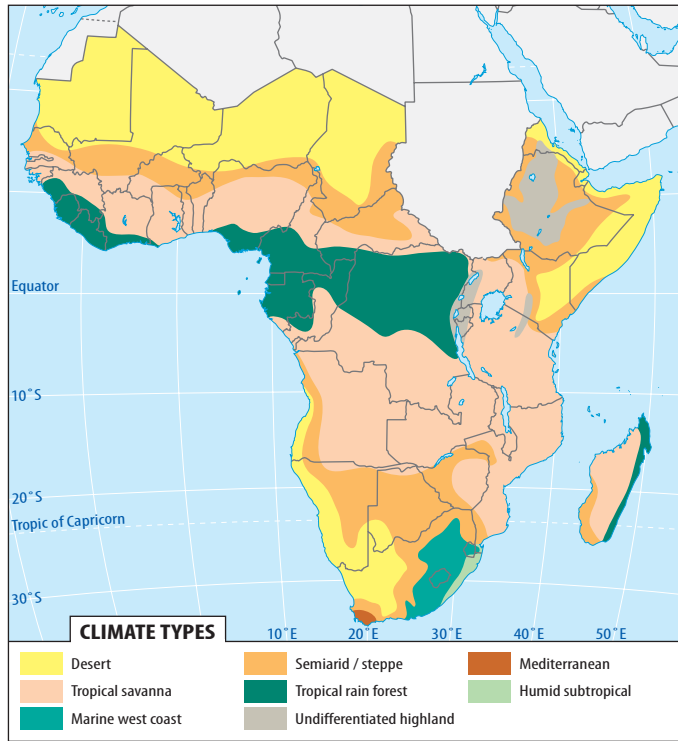 Equator
10°S
20°S
Tropic of Capricorn
30°S
10°E 20°E 30°E 40°E 50°E
CLIMATE TYPES
Desert Semiarid / steppe Mediterranean
Tropical savanna Tropical rain forest Humid subtropical
Marine west coast Undifferentiated highland